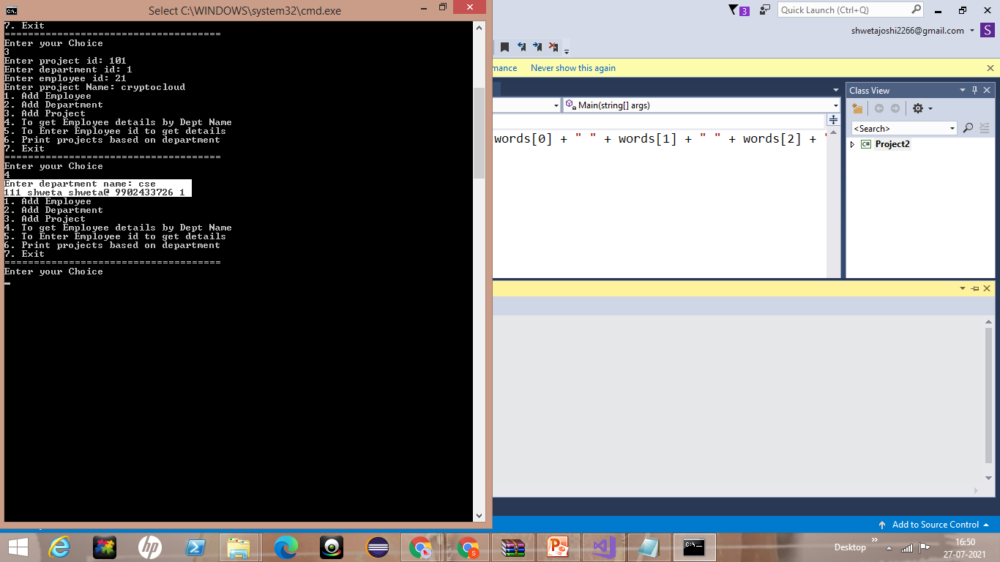 Select C:\WINDOWS\system32\cmd.exe
7. Exit
=====================================
Enter your Choice
3
Enter project id: 101
Enter department id: 1
Enter employee id: 21
Enter project Name: cryptocloud
1. Add Employee
2. Add Department
3. Add Project
4. To get Employee details by Dept Name
5. To Enter Employee id to get details
6. Print projects based on department
7. Exit
=====================================
Enter your Choice
4
Enter department name: cse
111 shweta shweta@ 9902433726 1
1. Add Employee
2. Add Department
3. Add Project
4. To get Employee details by Dept Name
5. To Enter Employee id to get details
6. Print projects based on department
7. Exit
=====================================
Enter your Choice
3
Quick Launch (Ctrl+Q)
shwetajoshi2266@gmail.com
S
mance Never show this again
Main(string[] args)
words[0] + " " + words[1] + " " + words[2] + "
Class View
<Search>
C# Project2
Add to Source Control
Desktop
16:50
27-07-2021